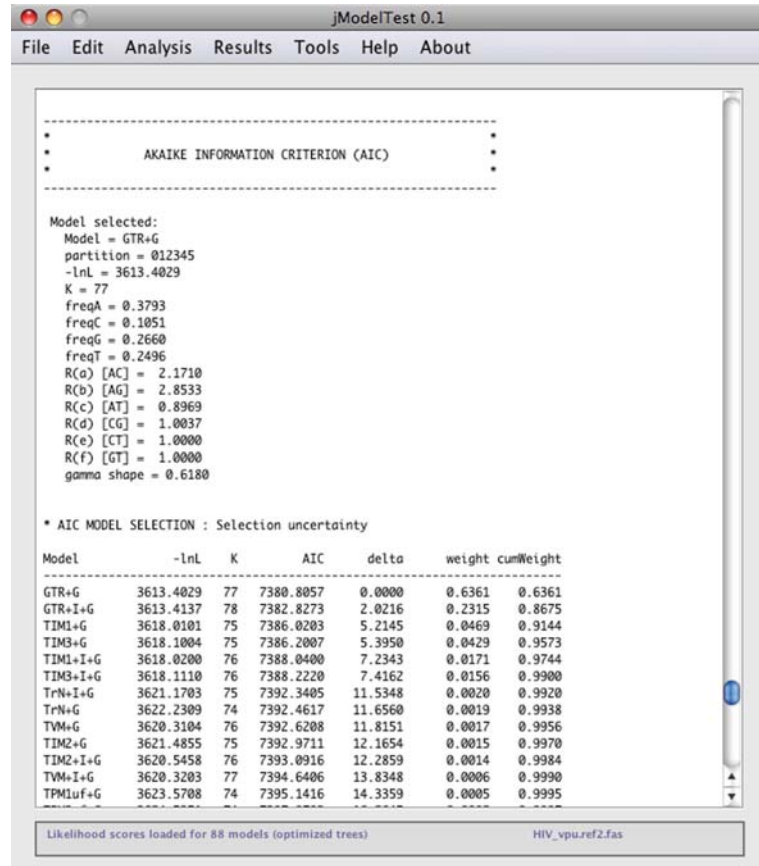 jModelTest 0.1
File Edit Analysis Results Tools Help About
--------------------------------------------------------------
* *
* AKAIKE INFORMATION CRITERION (AIC) *
* *
--------------------------------------------------------------
Model selected:
Model = GTR+G
partition = 012345
-lnL = 3613.4029
K = 77
freqA = 0.3793
freqC = 0.1051
freqG = 0.2660
freqT = 0.2496
R(a) [AC] = 2.1710
R(b) [AG] = 2.8533
R(c) [AT] = 0.8969
R(d) [CG] = 1.0037
R(e) [CT] = 1.0000
R(f) [GT] = 1.0000
gamma shape = 0.6180
* AIC MODEL SELECTION : Selection uncertainty
Model -lnL K AIC delta weight cumWeight
----------------------------------------------------------------------
GTR+G 3613.4029 77 7380.8057 0.0000 0.6361 0.6361
GTR+I+G 3613.4137 78 7382.8273 2.0216 0.2315 0.8675
TIM1+G 3618.0101 75 7386.0203 5.2145 0.0469 0.9144
TIM3+G 3618.1004 75 7386.2007 5.3950 0.0429 0.9573
TIM1+I+G 3618.0200 76 7388.0400 7.2343 0.0171 0.9744
TIM3+I+G 3618.1110 76 7388.2220 7.4162 0.0156 0.9900
TrN+I+G 3621.1703 75 7392.3405 11.5348 0.0020 0.9920
TrN+G 3622.2309 74 7392.4617 11.6560 0.0019 0.9938
TVM+G 3620.3104 76 7392.6208 11.8151 0.0017 0.9956
TIM2+G 3621.4855 75 7392.9711 12.1654 0.0015 0.9970
TIM2+I+G 3620.5458 76 7393.0916 12.2859 0.0014 0.9984
TVM+I+G 3620.3203 77 7394.6406 13.8348 0.0006 0.9990
TPM1uf+G 3623.5708 74 7395.1416 14.3359 0.0005 0.9995
Likelihood scores loaded for 88 models (optimized trees) HIV_vpu.ref2.fas